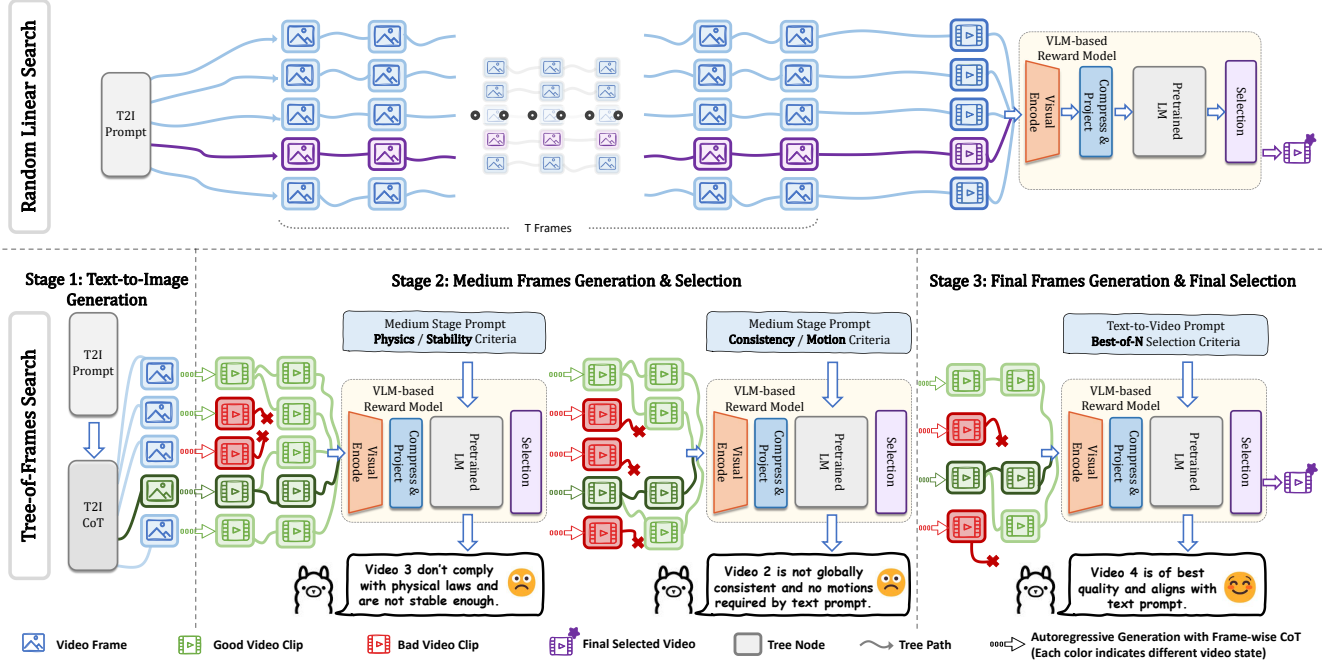 Random Linear Search
T2I
Prompt
T Frames
VLM-based
Reward Model
Visual
Encode
Compress &
Project
Pretrained
LM
Selection
Tree-of-Frames Search
Stage 1: Text-to-Image
Generation
T2I
Prompt
T2I
CoT
Stage 2: Medium Frames Generation & Selection
Medium Stage Prompt
Physics / Stability Criteria
VLM-based
Reward Model
Visual
Encode
Compress &
Project
Pretrained
LM
Selection
Video 3 don't comply
with physical laws and
are not stable enough.
Medium Stage Prompt
Consistency / Motion Criteria
VLM-based
Reward Model
Visual
Encode
Compress &
Project
Pretrained
LM
Selection
Video 2 is not globally
consistent and no motions
required by text prompt.
Stage 3: Final Frames Generation & Final Selection
Text-to-Video Prompt
Best-of-N Selection Criteria
VLM-based
Reward Model
Visual
Encode
Compress &
Project
Pretrained
LM
Selection
Video 4 is of best
quality and aligns with
text prompt.
Video Frame
Good Video Clip
Bad Video Clip
Final Selected Video
Tree Node
Tree Path
Autoregressive Generation with Frame-wise CoT
(Each color indicates different video state)